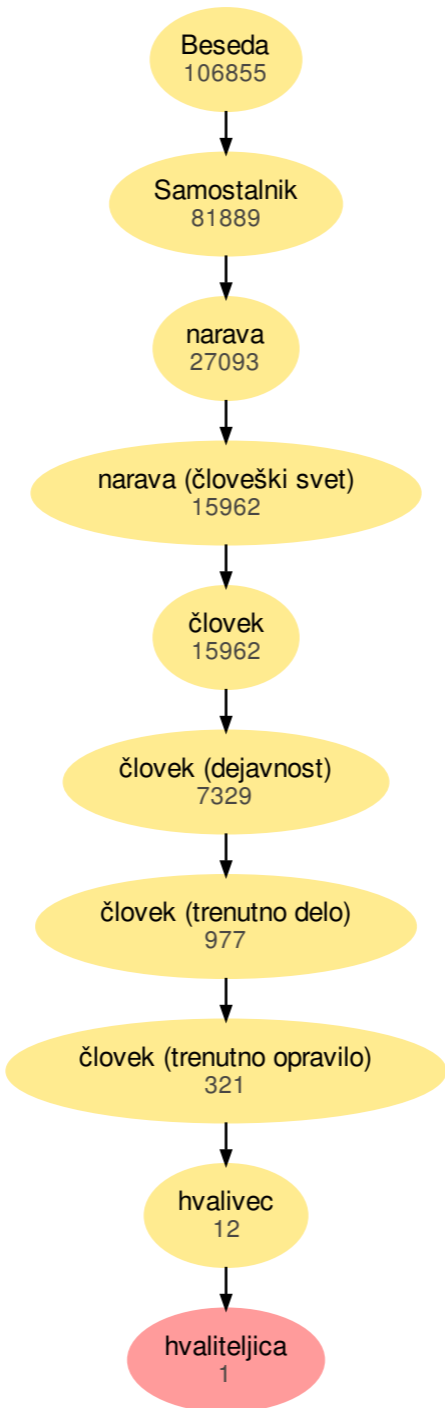 Beseda
106855
Samostalnik
81889
narava
27093
narava (človeški svet)
15962
človek
15962
človek (dejavnost)
7329
človek (trenutno delo)
977
človek (trenutno opravilo)
321
hvalivec
12
hvaliteljica
1